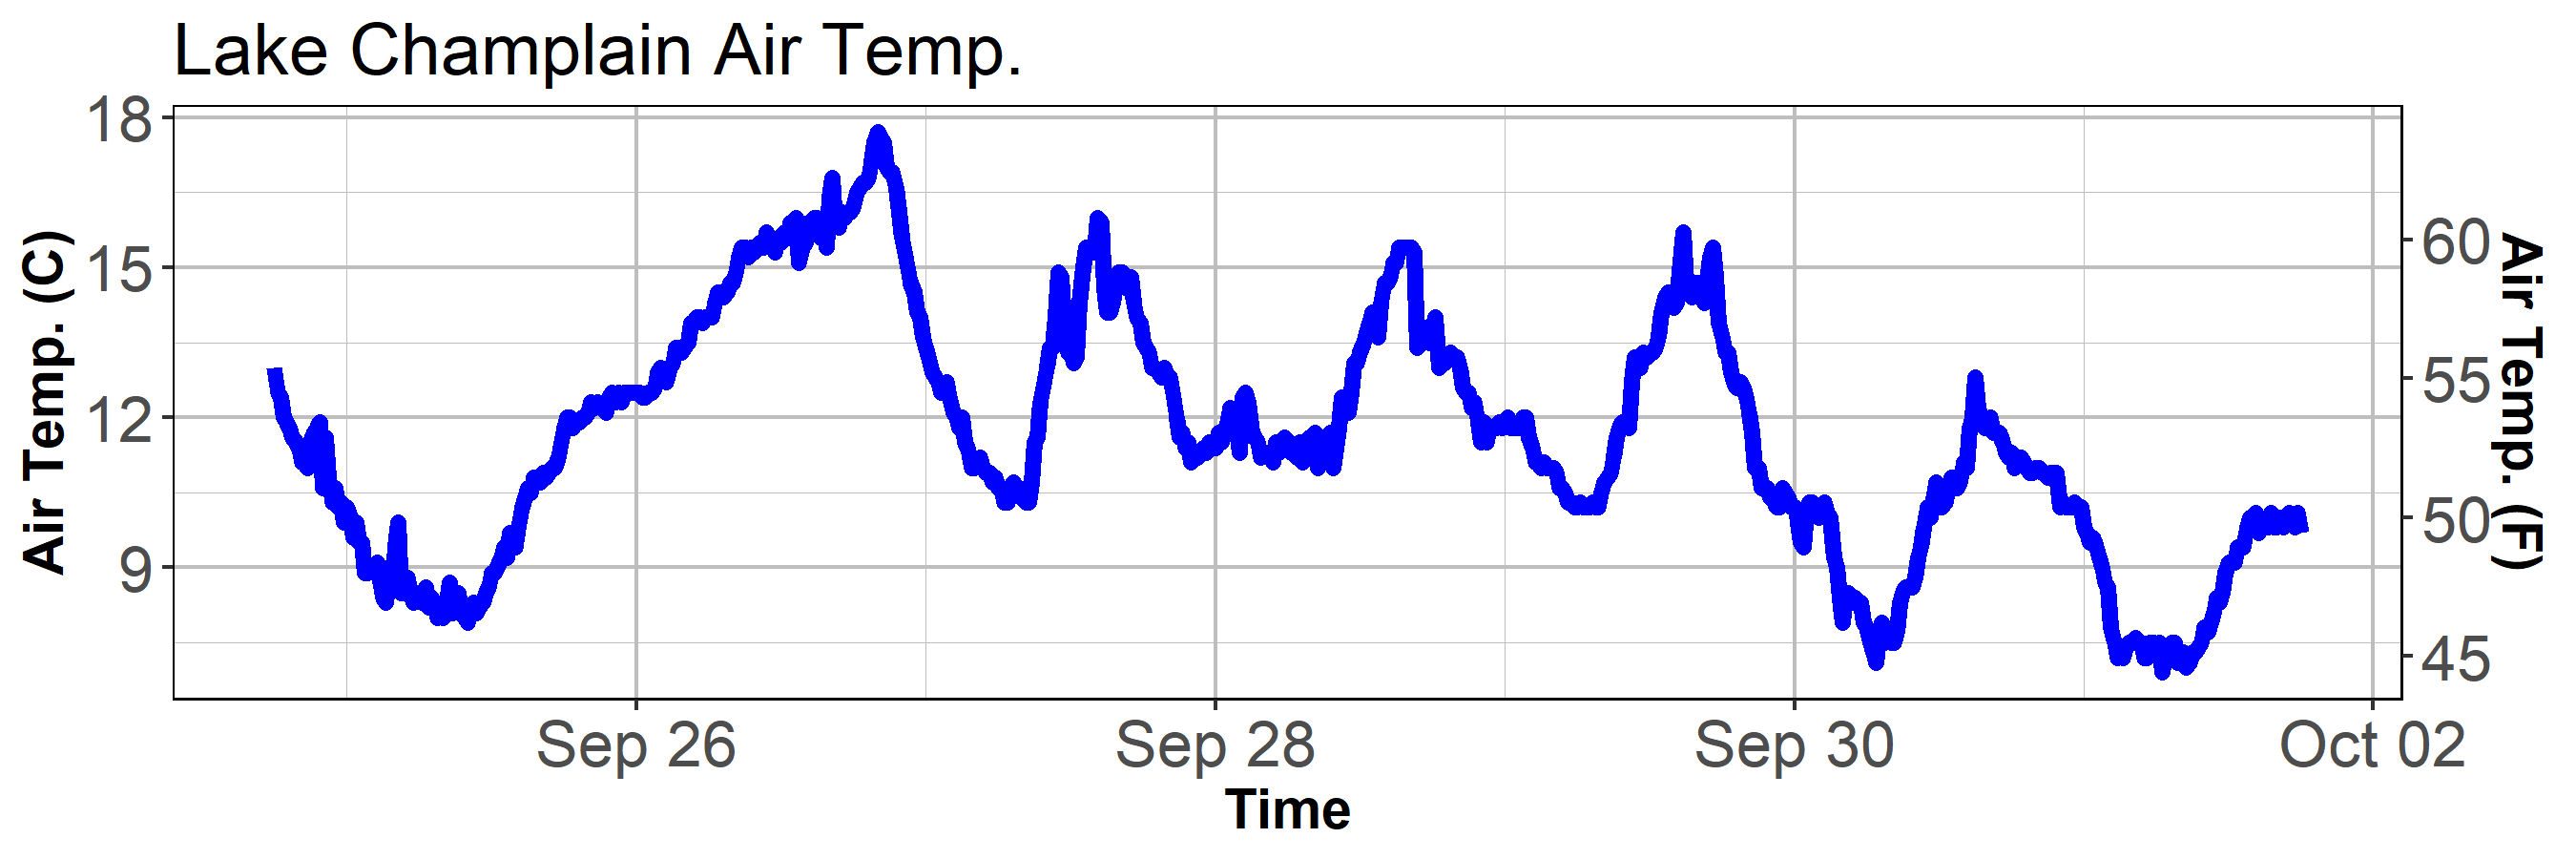 Lake Champlain Air Temp.
Air Temp. (C)
18
15
12
9
60
55
50
45
Air Temp. (F)
Sep 26 Sep 28 Sep 30 Oct 02
Time